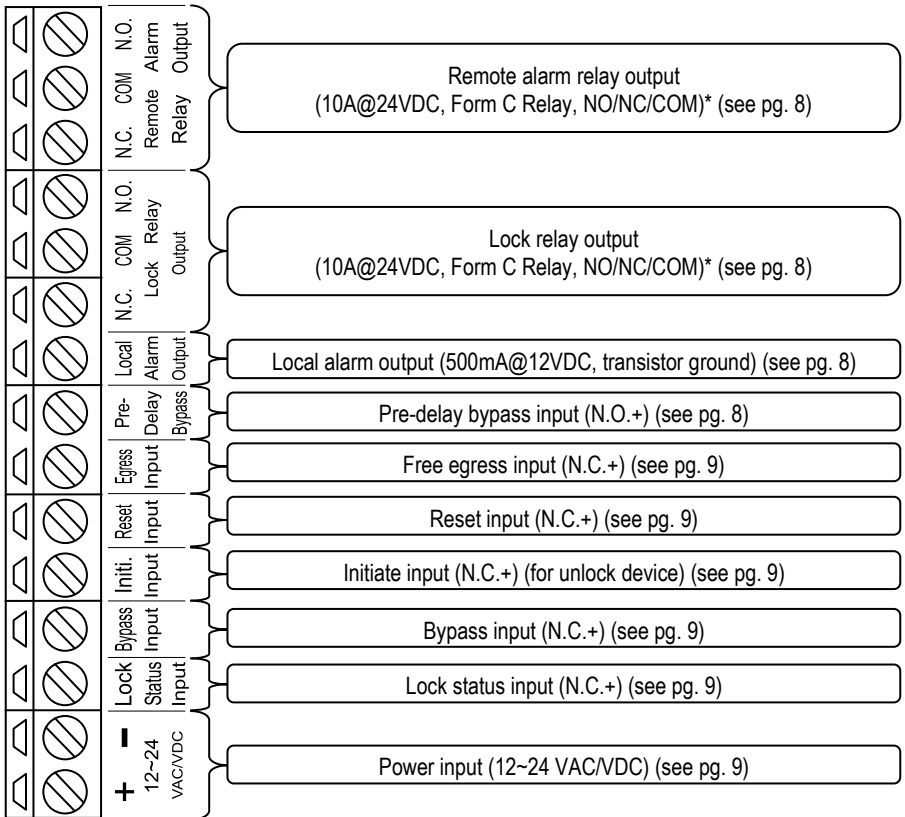 N.C. COM N.O.
Remote Alarm
Relay Output
Remote alarm relay output
(10A@24VDC, Form C Relay, NO/NC/COM)* (see pg. 8)
N.C. COM N.O.
Lock Relay
Output
Lock relay output
(10A@24VDC, Form C Relay, NO/NC/COM)* (see pg. 8)
Local
Alarm
Output
Local alarm output (500mA@12VDC, transistor ground) (see pg. 8)
Pre-
Delay
Bypass
Pre-delay bypass input (N.O.+) (see pg. 8)
Egress
Input
Free egress input (N.C.+) (see pg. 9)
Reset
Input
Reset input (N.C.+) (see pg. 9)
Initi.
Input
Initiate input (N.C.+) (for unlock device) (see pg. 9)
Bypass
Input
Bypass input (N.C.+) (see pg. 9)
Lock
Status
Input
Lock status input (N.C.+) (see pg. 9)
+ −
12~24
VAC/VDC
Power input (12~24 VAC/VDC) (see pg. 9)